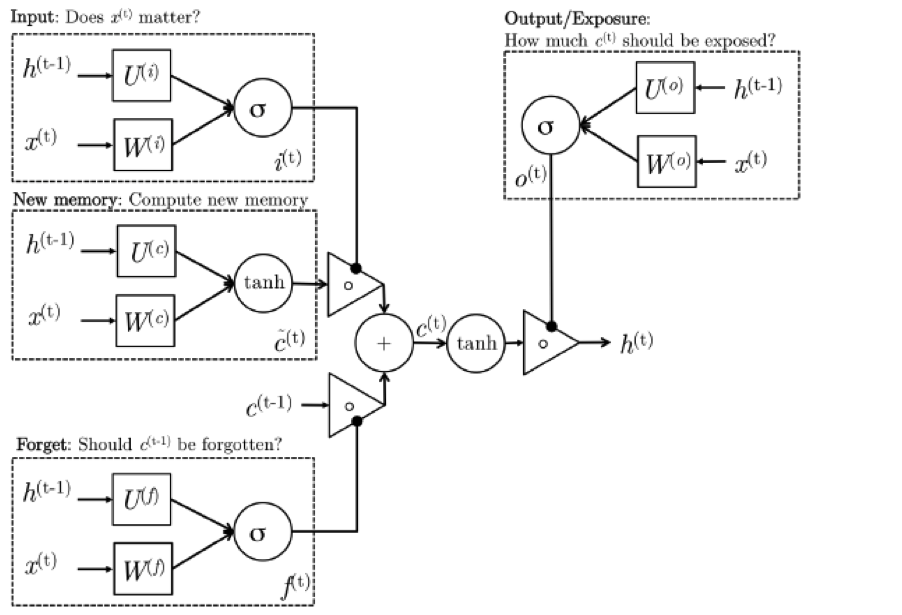 Input: Does x^(t) matter?
h^(t-1)
U^(i)
σ
x^(t)
W^(i)
i^(t)
New memory: Compute new memory
h^(t-1)
U^(c)
tanh
x^(t)
W^(c)
c̃^(t)
Output/Exposure:
How much c^(t) should be exposed?
U^(o)
h^(t-1)
σ
W^(o)
x^(t)
o^(t)
∘
+
c^(t)
tanh
∘
h^(t)
c^(t-1)
∘
Forget: Should c^(t-1) be forgotten?
h^(t-1)
U^(f)
σ
x^(t)
W^(f)
f^(t)